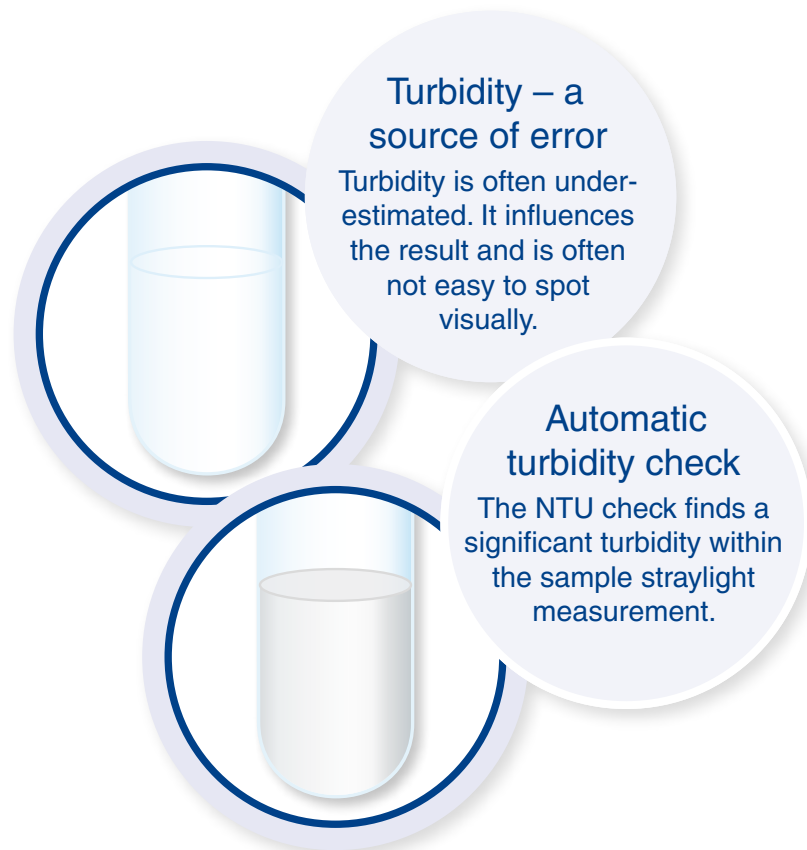 Turbidity – a
source of error
Turbidity is often under-
estimated. It influences
the result and is often
not easy to spot
visually.
Automatic
turbidity check
The NTU check finds a
significant turbidity within
the sample straylight
measurement.